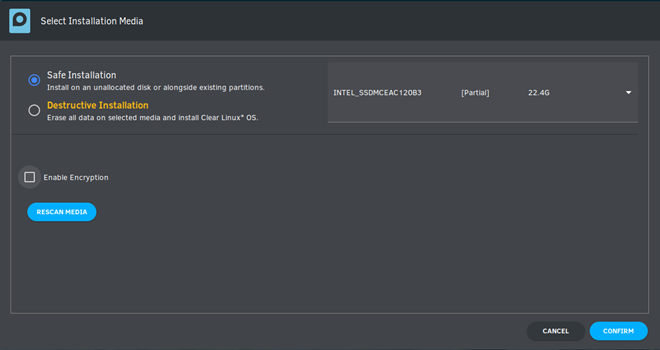 Select Installation Media
Safe Installation
Install on an unallocated disk or alongside existing partitions.
Destructive Installation
Erase all data on selected media and install Clear Linux* OS.
INTEL_SSDMCEAC120B3 [Partial] 22.4G
Enable Encryption
RESCAN MEDIA
CANCEL CONFIRM